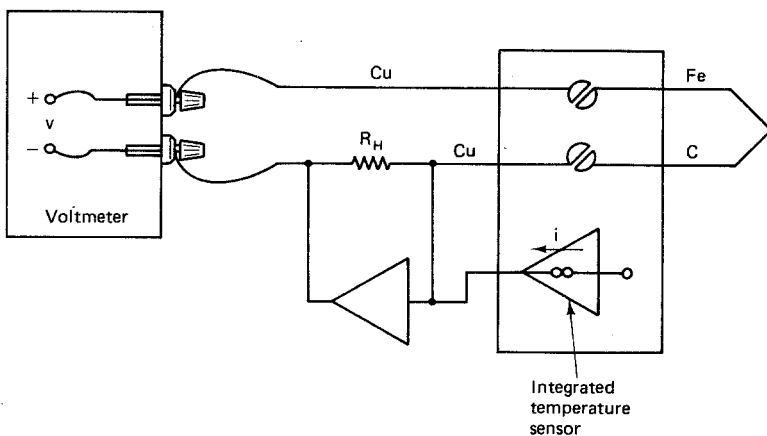 Cu
Fe
+
v
−
R_H
Cu
C
Voltmeter
i
Integrated
temperature
sensor